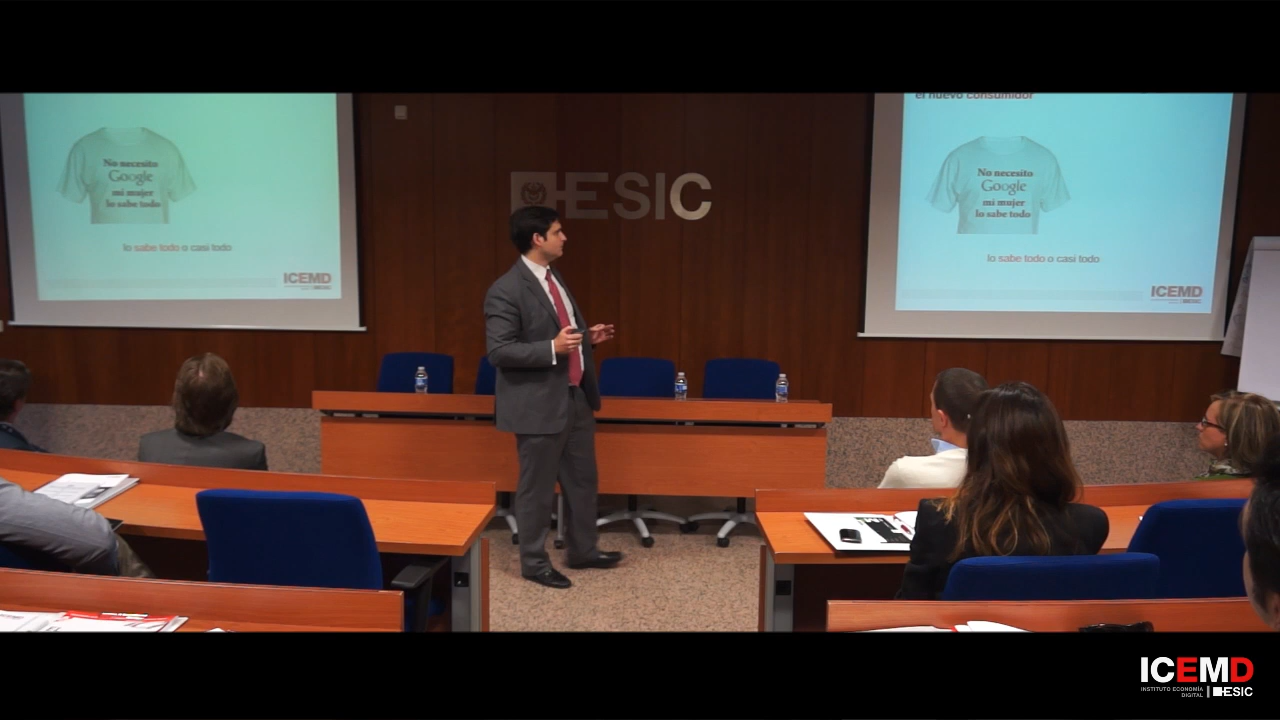 No necesito
Google
mi mujer
lo sabe todo
lo sabe todo o casi todo
ICEMD
ESIC
el nuevo consumidor
No necesito
Google
mi mujer
lo sabe todo
lo sabe todo o casi todo
ICEMD
ICEMD
INSTITUTO ECONOMÍA
DIGITAL
ESIC